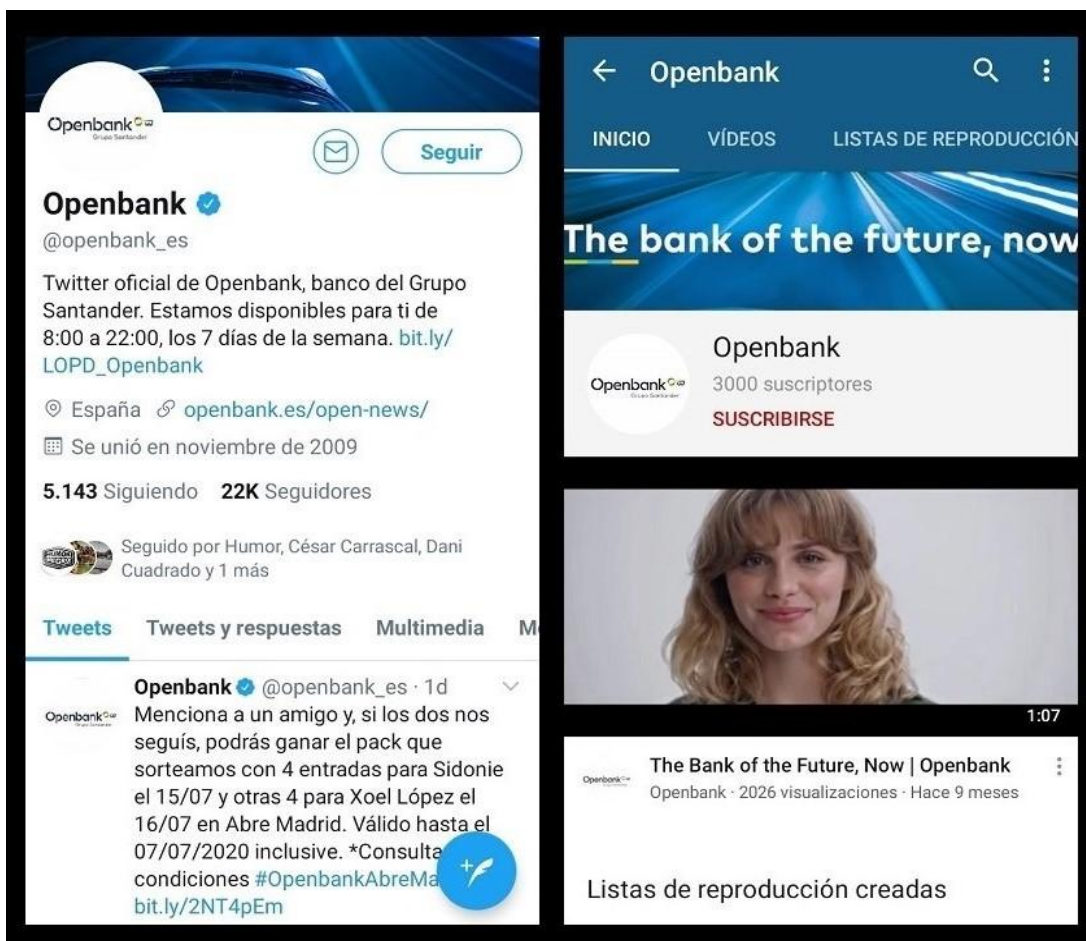 Openbank
Grupo Santander
Seguir
Openbank
@openbank_es
Twitter oficial de Openbank, banco del Grupo
Santander. Estamos disponibles para ti de
8:00 a 22:00, los 7 días de la semana. bit.ly/
LOPD_Openbank
España openbank.es/open-news/
Se unió en noviembre de 2009
5.143 Siguiendo 22K Seguidores
Seguido por Humor, César Carrascal, Dani
Cuadrado y 1 más
Tweets Tweets y respuestas Multimedia
Openbank @openbank_es · 1d
Openbank
Menciona a un amigo y, si los dos nos
seguís, podrás ganar el pack que
sorteamos con 4 entradas para Sidonie
el 15/07 y otras 4 para Xoel López el
16/07 en Abre Madrid. Válido hasta el
07/07/2020 inclusive. *Consulta
condiciones #OpenbankAbreMa
bit.ly/2NT4pEm
Openbank
INICIO VÍDEOS LISTAS DE REPRODUCCIÓN
The bank of the future, now
Openbank
Grupo Santander
Openbank
3000 suscriptores
SUSCRIBIRSE
1:07
Openbank
The Bank of the Future, Now | Openbank
Openbank · 2026 visualizaciones · Hace 9 meses
Listas de reproducción creadas